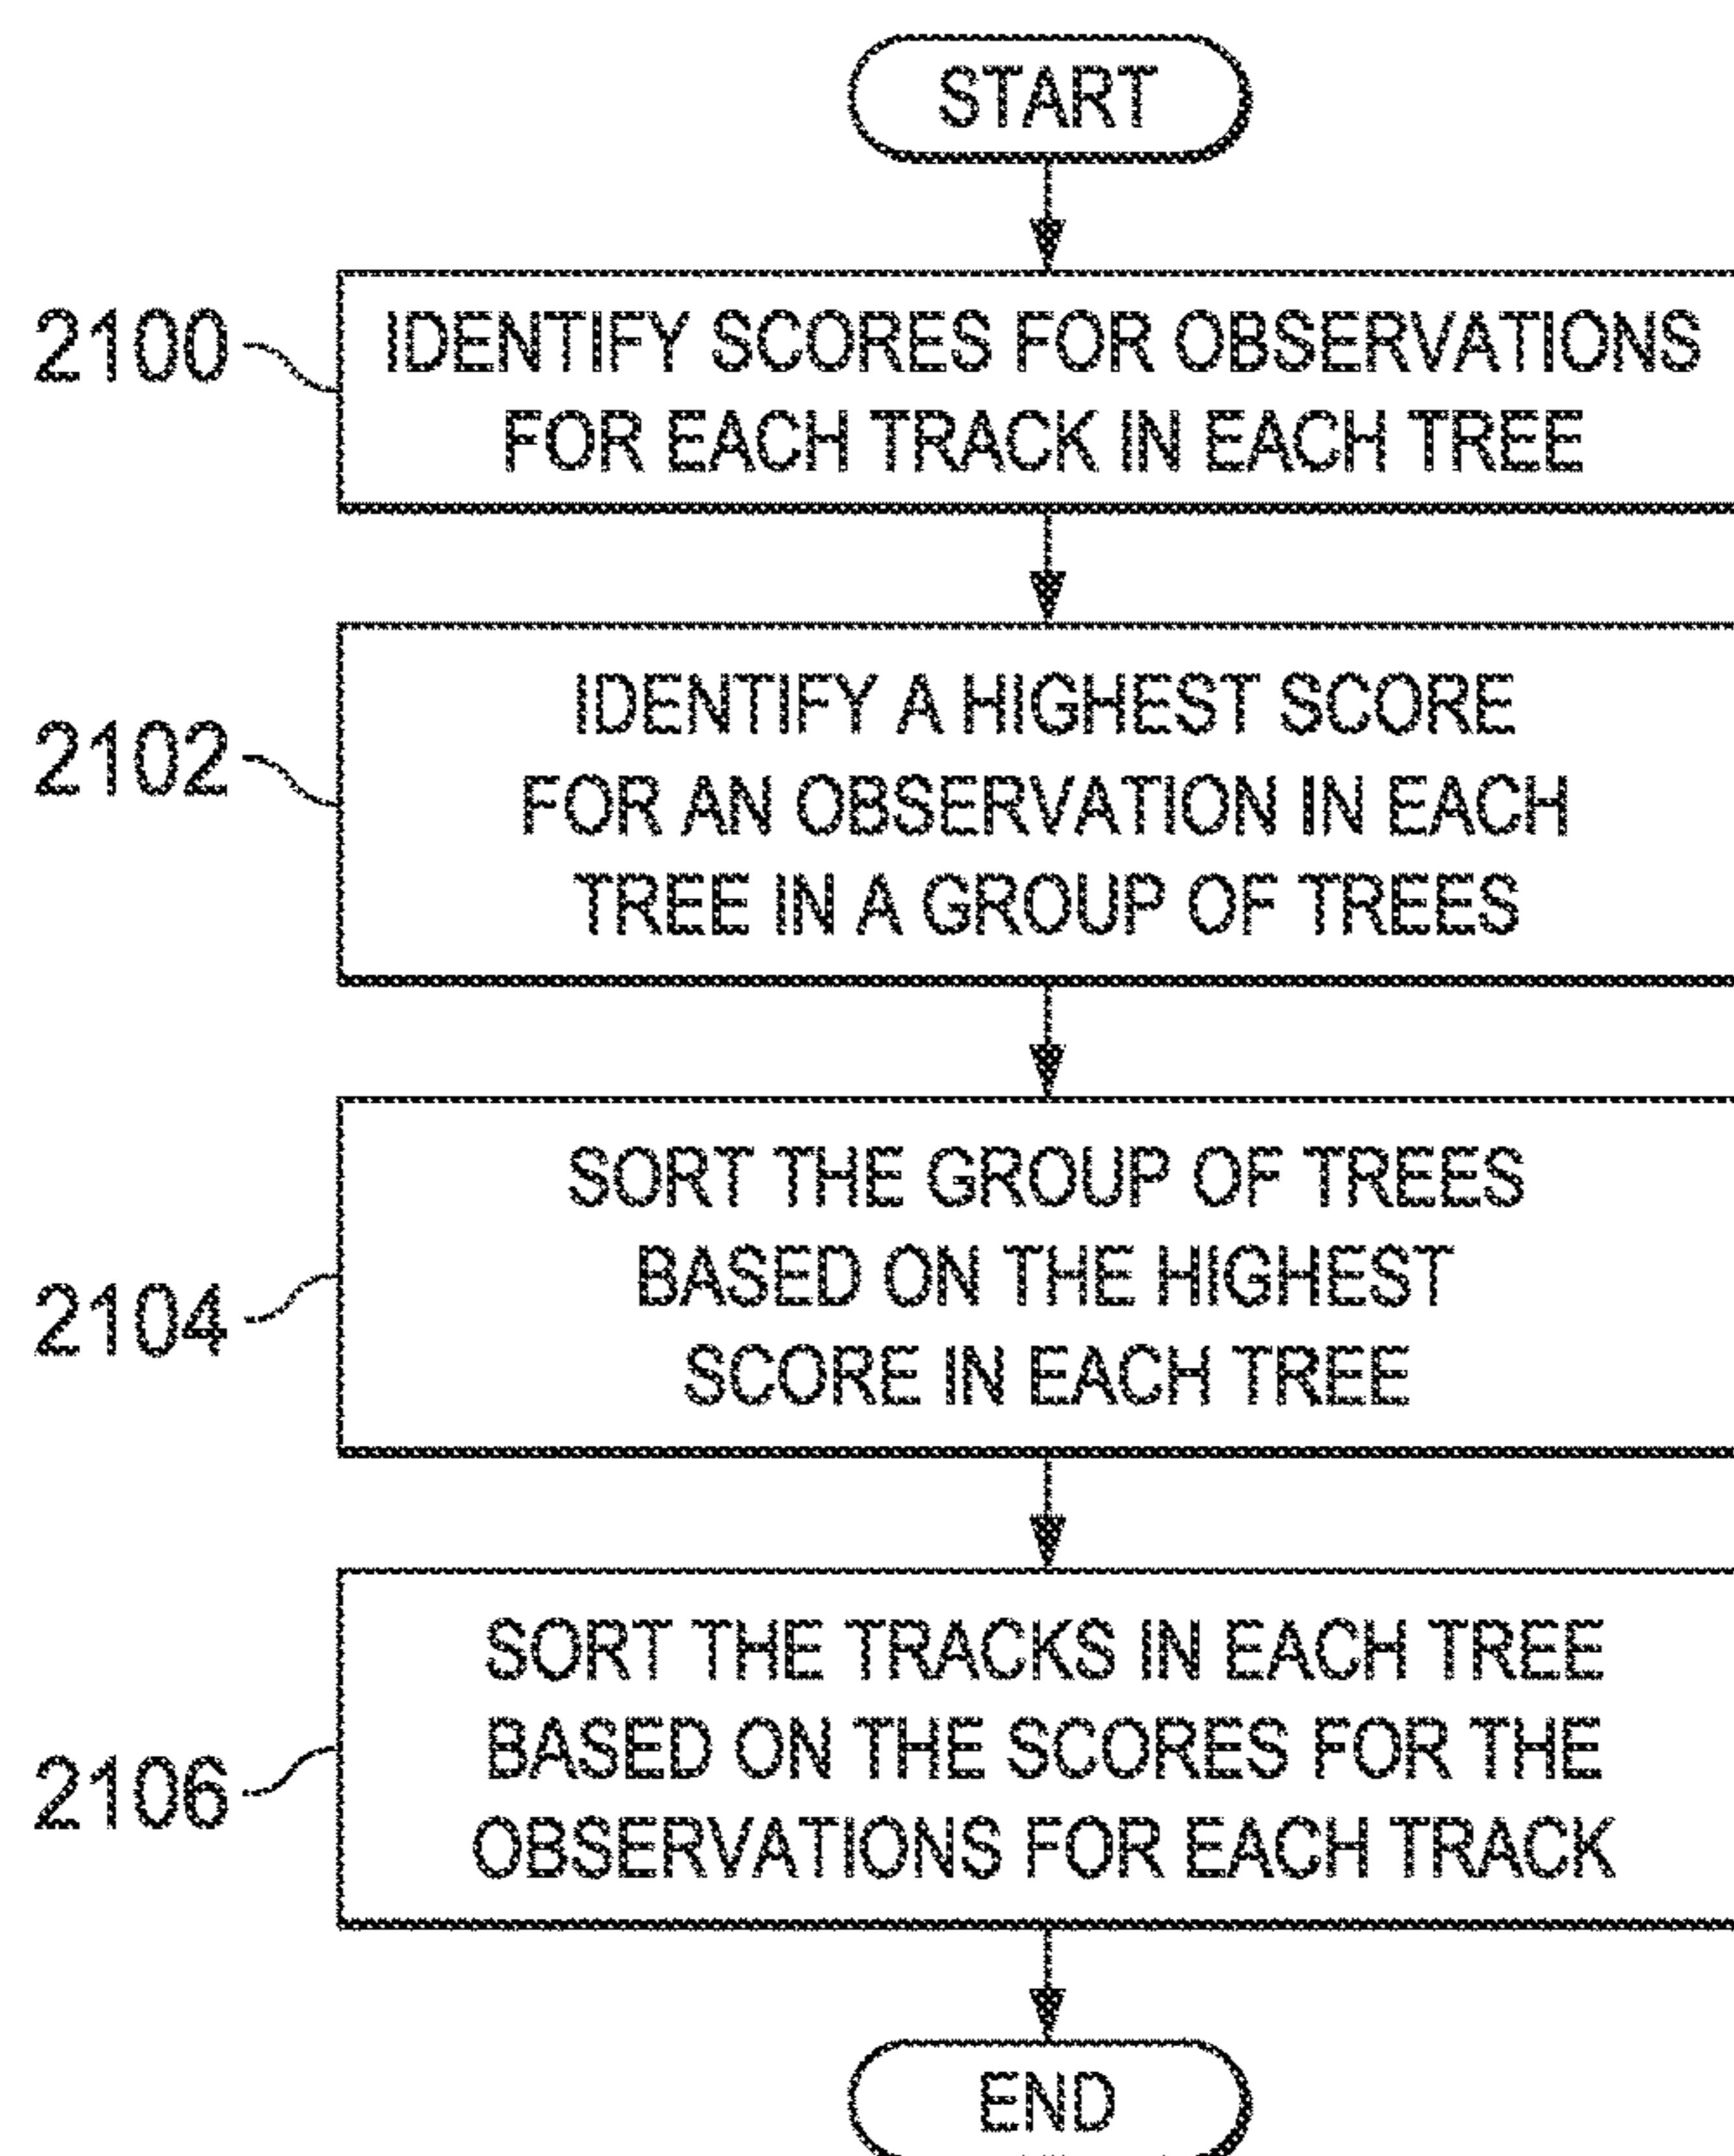 START
2100
IDENTIFY SCORES FOR OBSERVATIONS
FOR EACH TRACK IN EACH TREE
2102
IDENTIFY A HIGHEST SCORE
FOR AN OBSERVATION IN EACH
TREE IN A GROUP OF TREES
2104
SORT THE GROUP OF TREES
BASED ON THE HIGHEST
SCORE IN EACH TREE
2106
SORT THE TRACKS IN EACH TREE
BASED ON THE SCORES FOR THE
OBSERVATIONS FOR EACH TRACK
END